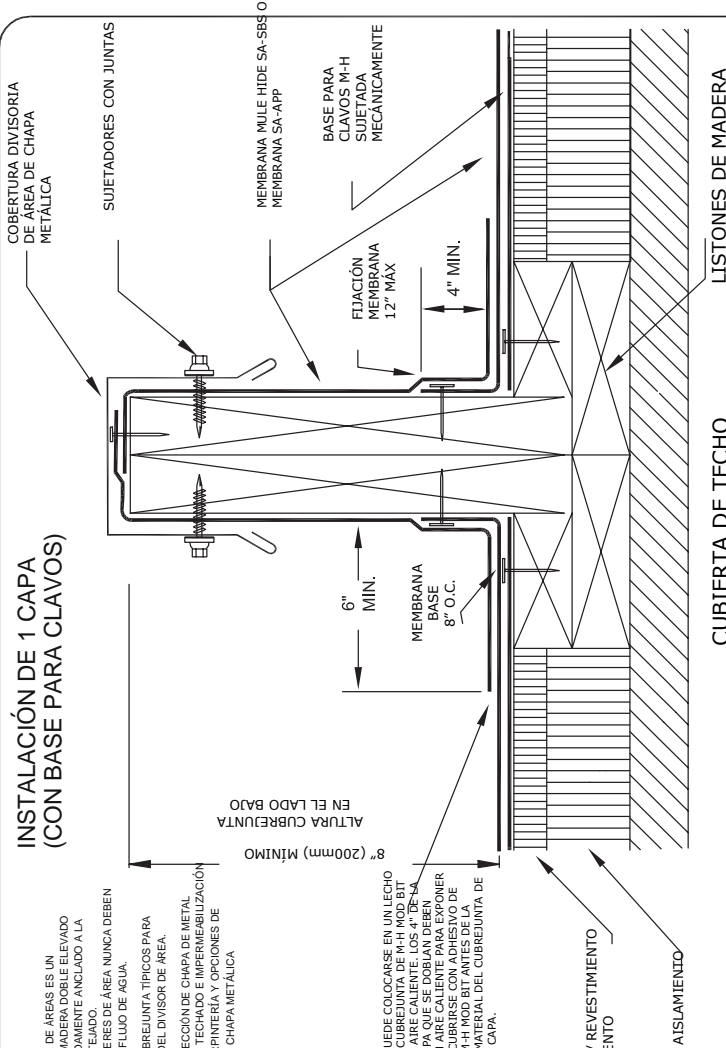 INSTALACIÓN DE 1 CAPA
(CON BASE PARA CLAVOS)
COBERTURA DIVISORIA
DE ÁREA DE CHAPA
METÁLICA
SUJETADORES CON JUNTAS
MEMBRANA MULE HIDE SA-SBS O
MEMBRANA SA-APP
BASE PARA
CLAVOS M-H
SUJETADA
MECÁNICAMENTE
FIJACIÓN
MEMBRANA
12" MÁX
4" MIN.
6"
MIN.
MEMBRANA
BASE
8" O.C.
8" (200mm) MÍNIMO
ALTURA CUBREJUNTA
EN EL LADO BAJO
DE ÁREAS ES UN
MADERA DOBLE ELEVADO
DAMENTE ANCLADO A LA
TEJADO.
ERES DE ÁREA NUNCA DEBEN
FLUJO DE AGUA.
BREJUNTA TÍPICOS PARA
DEL DIVISOR DE ÁREA.
ECCIÓN DE CHAPA DE METAL
TECHADO E IMPERMEABILIZACIÓN
PINTERÍA Y OPCIONES DE
CHAPA METÁLICA
UEDE COLOCARSE EN UN LECHO
CUBREJUNTA DE M-H MOD BIT
AIRE CALIENTE. LOS 4" DE LA
PA QUE SE DOBLAN DEBEN
AIRE CALIENTE PARA EXPONER
CUBRIRSE CON ADHESIVO DE
M-H MOD BIT ANTES DE LA
MATERIAL DEL CUBREJUNTA DE
CAPA.
/ REVESTIMIENTO
ENTO
AISLAMIENTO
CUBIERTA DE TECHO
LISTONES DE MADERA